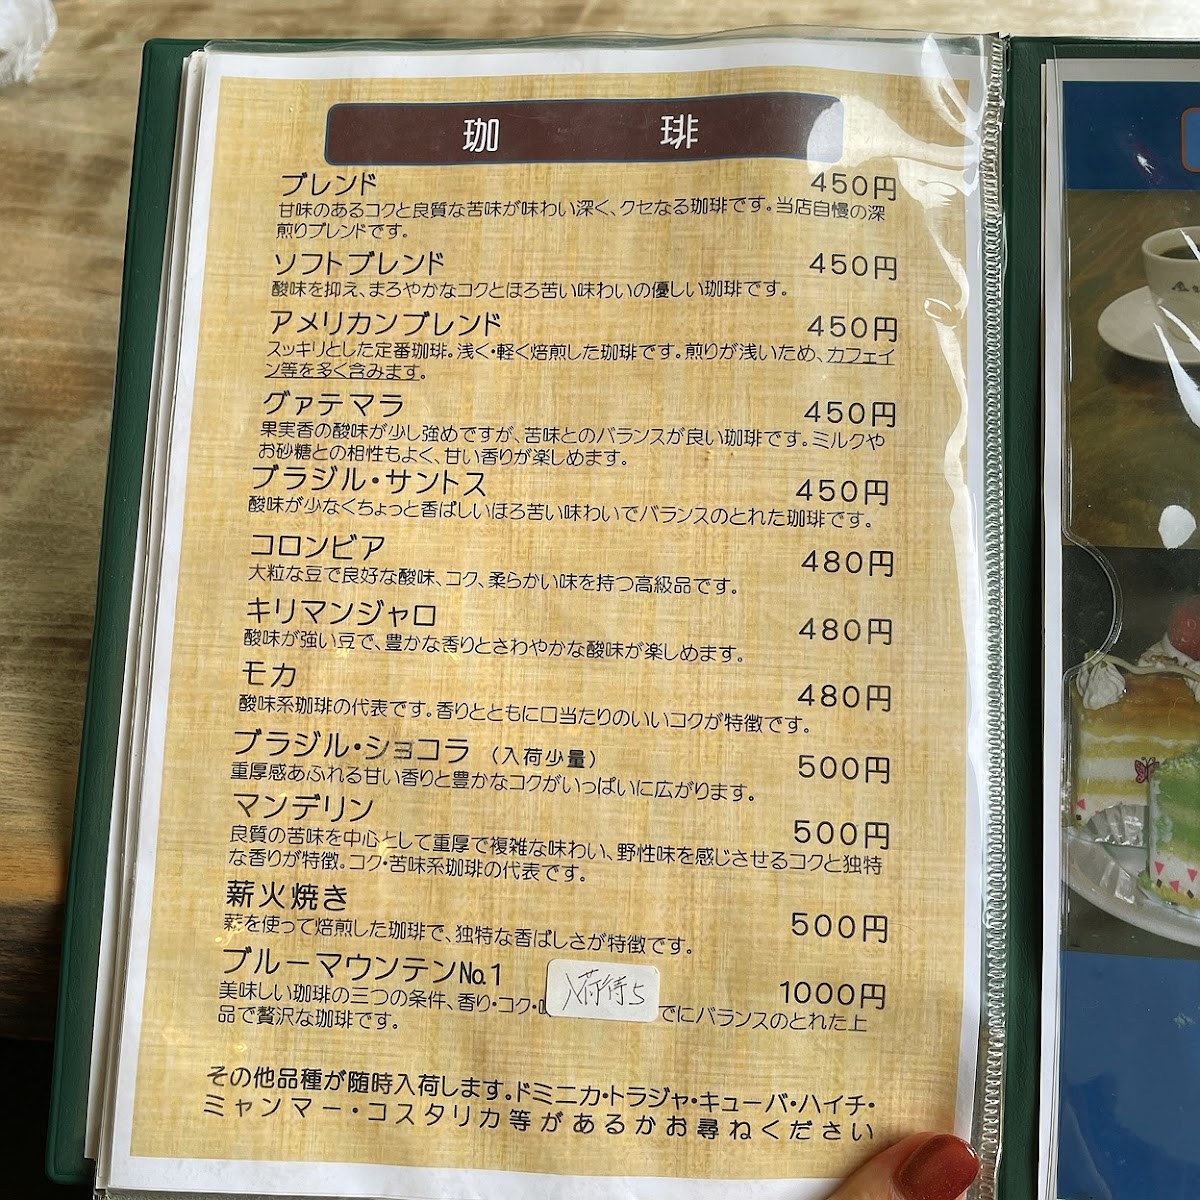 珈 琲
ブレンド 450円
甘味のあるコクと良質な苦味が味わい深く、クセなる珈琲です。当店自慢の深
煎りブレンドです。
ソフトブレンド 450円
酸味を抑え、まろやかなコクとほろ苦い味わいの優しい珈琲です。
アメリカンブレンド 450円
スッキリとした定番珈琲。浅く・軽く焙煎した珈琲です。煎りが浅いため、カフェイ
ン等を多く含みます。
グァテマラ 450円
果実香の酸味が少し強めですが、苦味とのバランスが良い珈琲です。ミルクや
お砂糖との相性もよく、甘い香りが楽しめます。
ブラジル・サントス 450円
酸味が少なくちょっと香ばしいほろ苦い味わいでバランスのとれた珈琲です。
コロンビア 480円
大粒な豆で良好な酸味、コク、柔らかい味を持つ高級品です。
キリマンジャロ 480円
酸味が強い豆で、豊かな香りとさわやかな酸味が楽しめます。
モカ 480円
酸味系珈琲の代表です。香りとともに口当たりのいいコクが特徴です。
ブラジル・ショコラ (入荷少量) 500円
重厚感あふれる甘い香りと豊かなコクがいっぱいに広がります。
マンデリン 500円
良質の苦味を中心として重厚で複雑な味わい、野性味を感じさせるコクと独特
な香りが特徴。コク・苦味系珈琲の代表です。
薪火焼き 500円
薪を使って焙煎した珈琲で、独特な香ばしさが特徴です。
ブルーマウンテン№1 1000円
入荷待ち
美味しい珈琲の三つの条件、香り・コク・ でにバランスのとれた上
品で贅沢な珈琲です。
その他品種が随時入荷します。ドミニカ・トラジャ・キューバ・ハイチ・
ミャンマー・コスタリカ等があるかお尋ねください